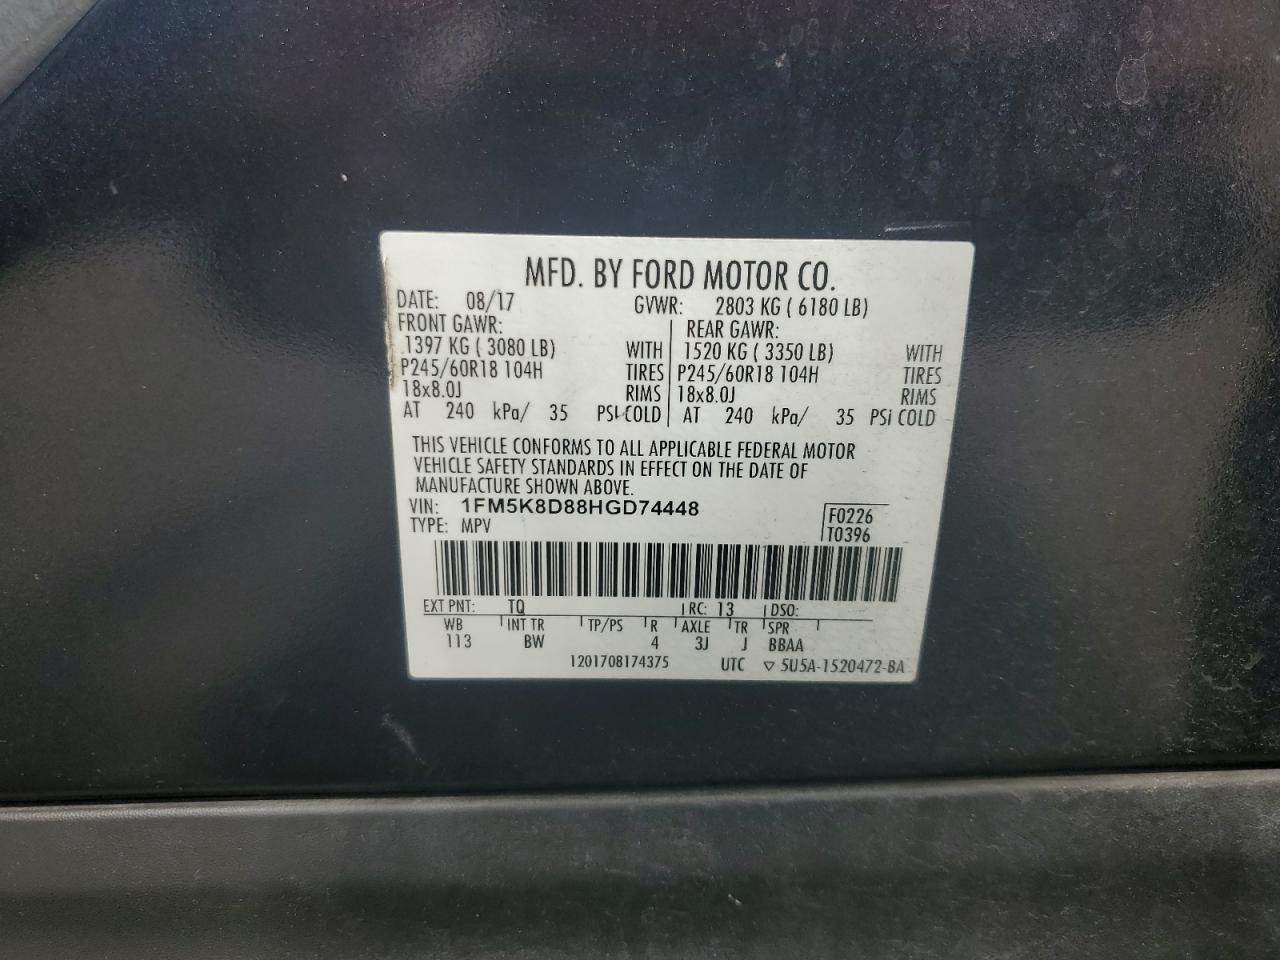 MFD. BY FORD MOTOR CO.
DATE: 08/17 GVWR: 2803 KG ( 6180 LB)
FRONT GAWR: REAR GAWR:
1397 KG ( 3080 LB) WITH 1520 KG ( 3350 LB) WITH
P245/60R18 104H TIRES P245/60R18 104H TIRES
18x8.0J RIMS 18x8.0J RIMS
AT 240 kPa/ 35 PSi COLD AT 240 kPa/ 35 PSi COLD
THIS VEHICLE CONFORMS TO ALL APPLICABLE FEDERAL MOTOR
VEHICLE SAFETY STANDARDS IN EFFECT ON THE DATE OF
MANUFACTURE SHOWN ABOVE.
VIN: 1FM5K8D88HGD74448 F0226
TYPE: MPV T0396
EXT PNT: TQ RC: 13 DSO:
WB INT TR TP/PS R AXLE TR SPR
113 BW 4 3J J BBAA
1201708174375 UTC ▽ 5U5A-1520472-BA